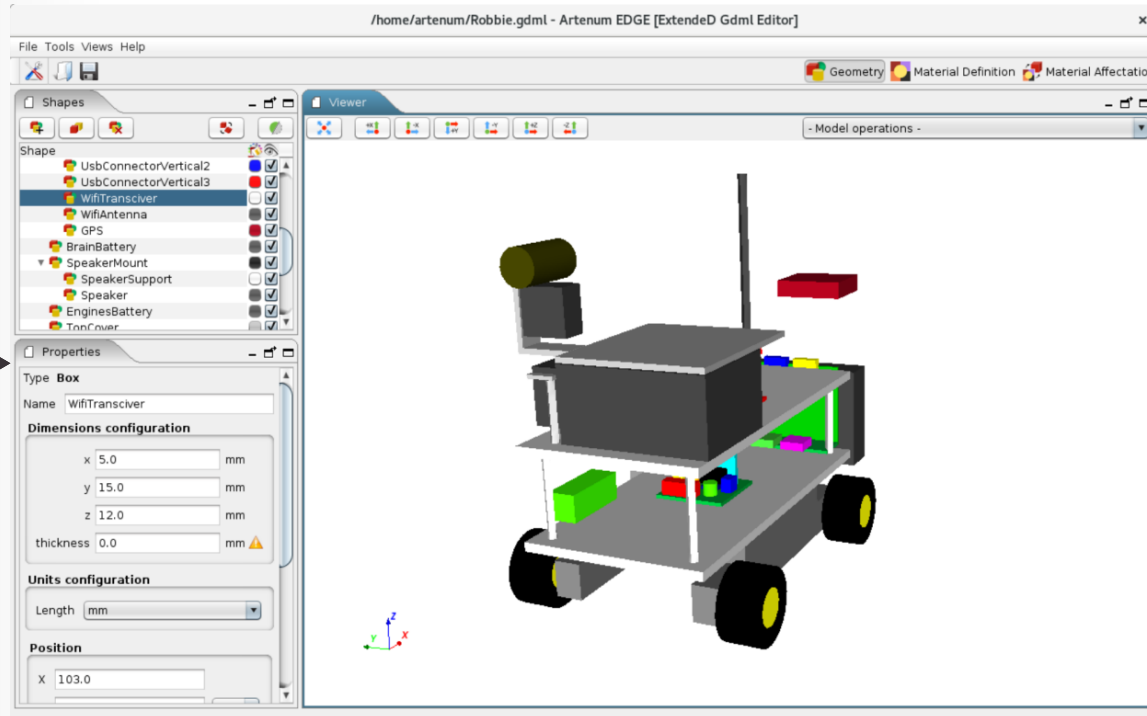 /home/artenum/Robbie.gdml - Artenum EDGE [ExtendeD Gdml Editor]
File Tools Views Help
Geometry Material Definition Material Affectatio
Shapes
Viewer
- Model operations -
Shape
UsbConnectorVertical2
UsbConnectorVertical3
WifiTransciver
WifiAntenna
GPS
BrainBattery
SpeakerMount
SpeakerSupport
Speaker
EnginesBattery
TopCover
Properties
Type Box
Name WifiTransciver
Dimensions configuration
x 5.0 mm
y 15.0 mm
z 12.0 mm
thickness 0.0 mm
Units configuration
Length mm
Position
X 103.0
z
y
x